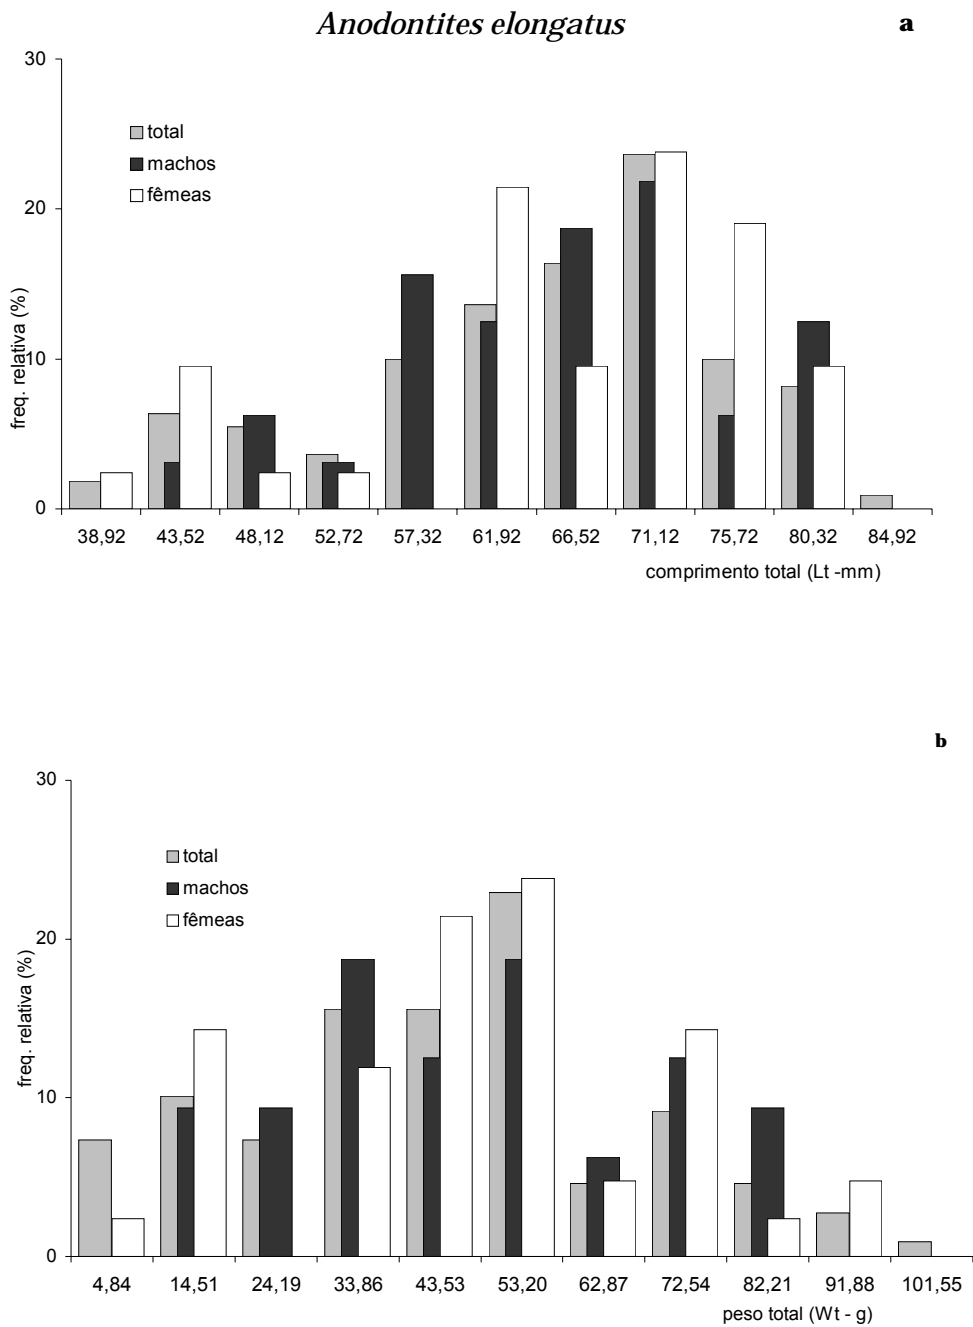 Anodontites elongatus
a
30
total
machos
fêmeas
20
freq. relativa (%)
10
0
38,92 43,52 48,12 52,72 57,32 61,92 66,52 71,12 75,72 80,32 84,92
comprimento total (Lt -mm)
b
30
total
machos
fêmeas
20
freq. relativa (%)
10
0
4,84 14,51 24,19 33,86 43,53 53,20 62,87 72,54 82,21 91,88 101,55
peso total (Wt - g)